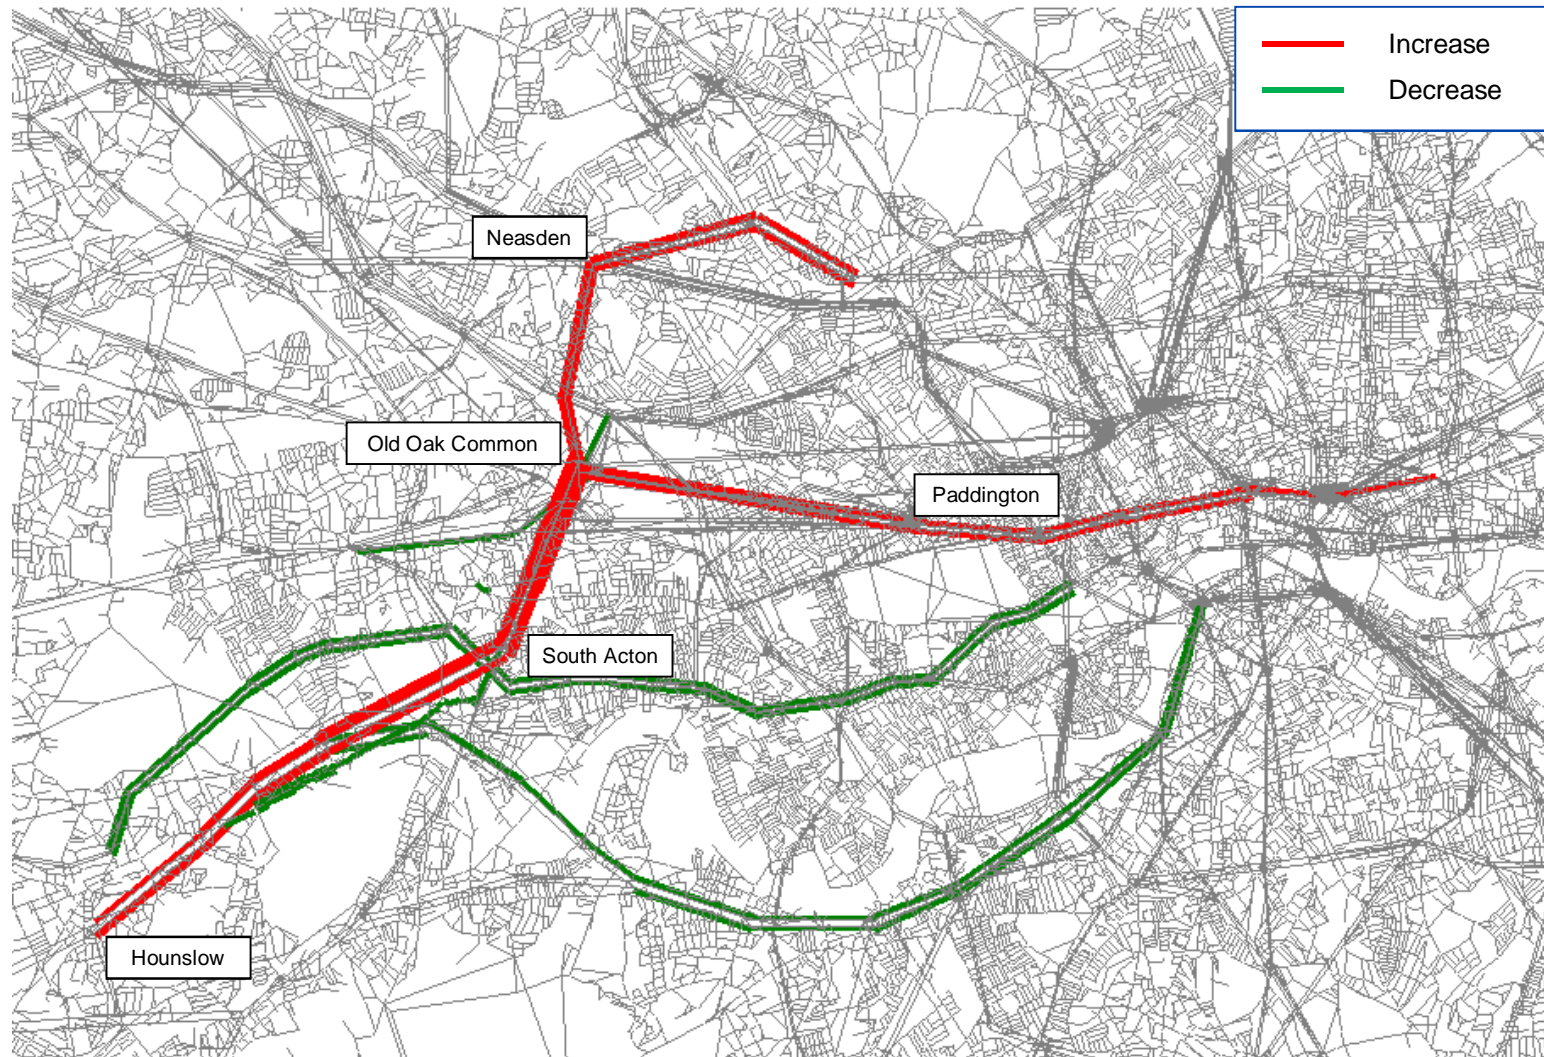 Increase
Decrease
Neasden
Old Oak Common
Paddington
South Acton
Hounslow